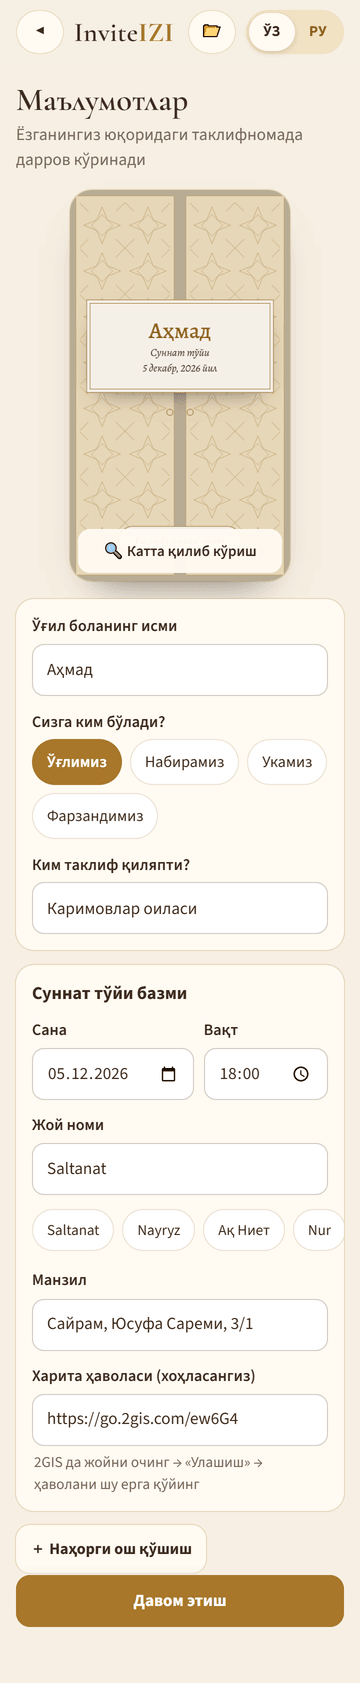 InviteIZI
ЎЗ
РУ
Маълумотлар
Ёзганингиз юқоридаги таклифномада
дарров кўринади
Аҳмад
Суннат тўйи
5 декабр, 2026 йил
Катта қилиб кўриш
Ўғил боланинг исми
Аҳмад
Сизга ким бўлади?
Ўғлимиз
Набирамиз
Укамиз
Фарзандимиз
Ким таклиф қиляпти?
Каримовлар оиласи
Суннат тўйи базми
Сана
Вақт
05.12.2026
18:00
Жой номи
Saltanat
Saltanat
Nayryz
Ақ Ниет
Nur
Манзил
Сайрам, Юсуфа Сареми, 3/1
Харита ҳаволаси (хоҳласангиз)
https://go.2gis.com/ew6G4
2GIS да жойни очинг → «Улашиш» →
ҳаволани шу ерга қўйинг
+ Наҳорги ош қўшиш
Давом этиш